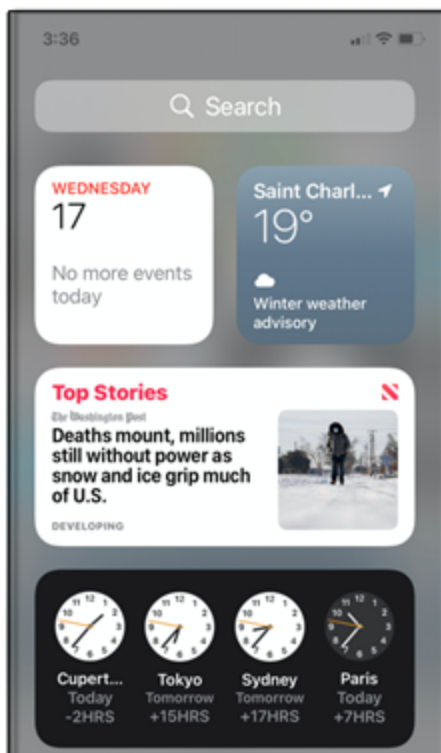 3:36
Search
WEDNESDAY
17
No more events
today
Saint Charl...
19°
Winter weather
advisory
Top Stories
The Washington Post
Deaths mount, millions
still without power as
snow and ice grip much
of U.S.
DEVELOPING
Cupert...
Today
-2HRS
Tokyo
Tomorrow
+15HRS
Sydney
Tomorrow
+17HRS
Paris
Today
+7HRS